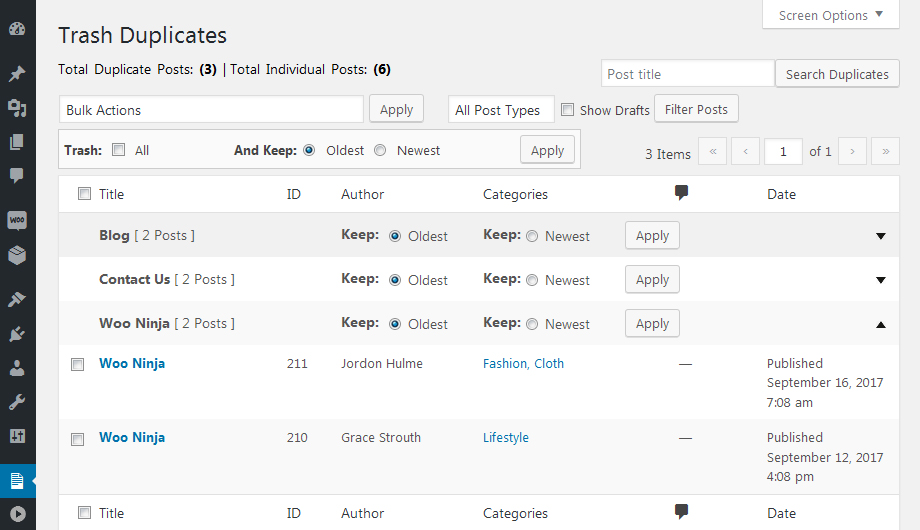 Screen Options
Trash Duplicates
Total Duplicate Posts: (3) | Total Individual Posts: (6)
Post title Search Duplicates
Bulk Actions Apply All Post Types Show Drafts Filter Posts
Trash: All And Keep: Oldest Newest Apply 3 Items « ‹ 1 of 1 › »
Title ID Author Categories Date
Blog [ 2 Posts ] Keep: Oldest Keep: Newest Apply
Contact Us [ 2 Posts ] Keep: Oldest Keep: Newest Apply
Woo Ninja [ 2 Posts ] Keep: Oldest Keep: Newest Apply
Woo Ninja 211 Jordon Hulme Fashion, Cloth — Published
September 16, 2017
7:08 am
Woo Ninja 210 Grace Strouth Lifestyle — Published
September 12, 2017
4:08 pm
Title ID Author Categories Date
WOO